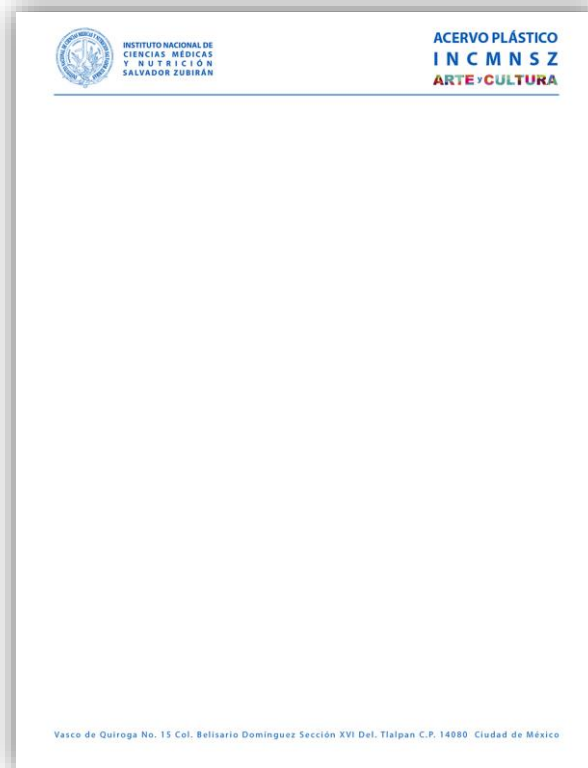 INSTITUTO NACIONAL DE
CIENCIAS MÉDICAS
Y NUTRICIÓN
SALVADOR ZUBIRÁN
ACERVO PLÁSTICO
INCMNSZ
ARTE y CULTURA
Vasco de Quiroga No. 15 Col. Belisario Domínguez Sección XVI Del. Tlalpan C.P. 14080 Ciudad de México